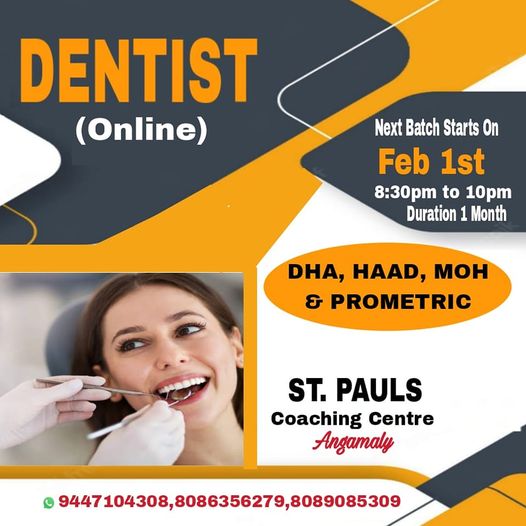 DENTIST
(Online)
Next Batch Starts On
Feb 1st
8:30pm to 10pm
Duration 1 Month
DHA, HAAD, MOH
& PROMETRIC
ST. PAULS
Coaching Centre
Angamaly
9447104308,8086356279,8089085309